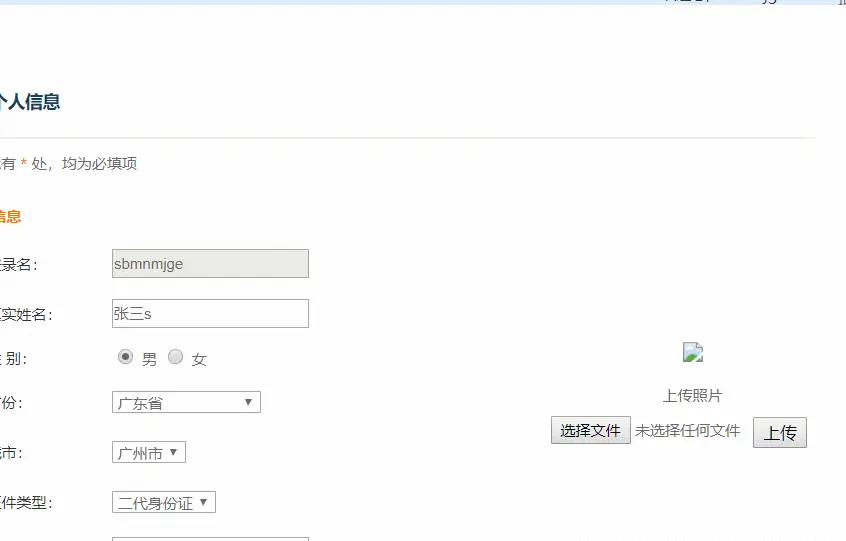 个人信息
有 * 处，均为必填项
信息
录名：
sbmnmjge
实姓名：
张三s
性 别：
男 女
份：
广东省
上传照片
选择文件 未选择任何文件 上传
市：
广州市
件类型：
二代身份证